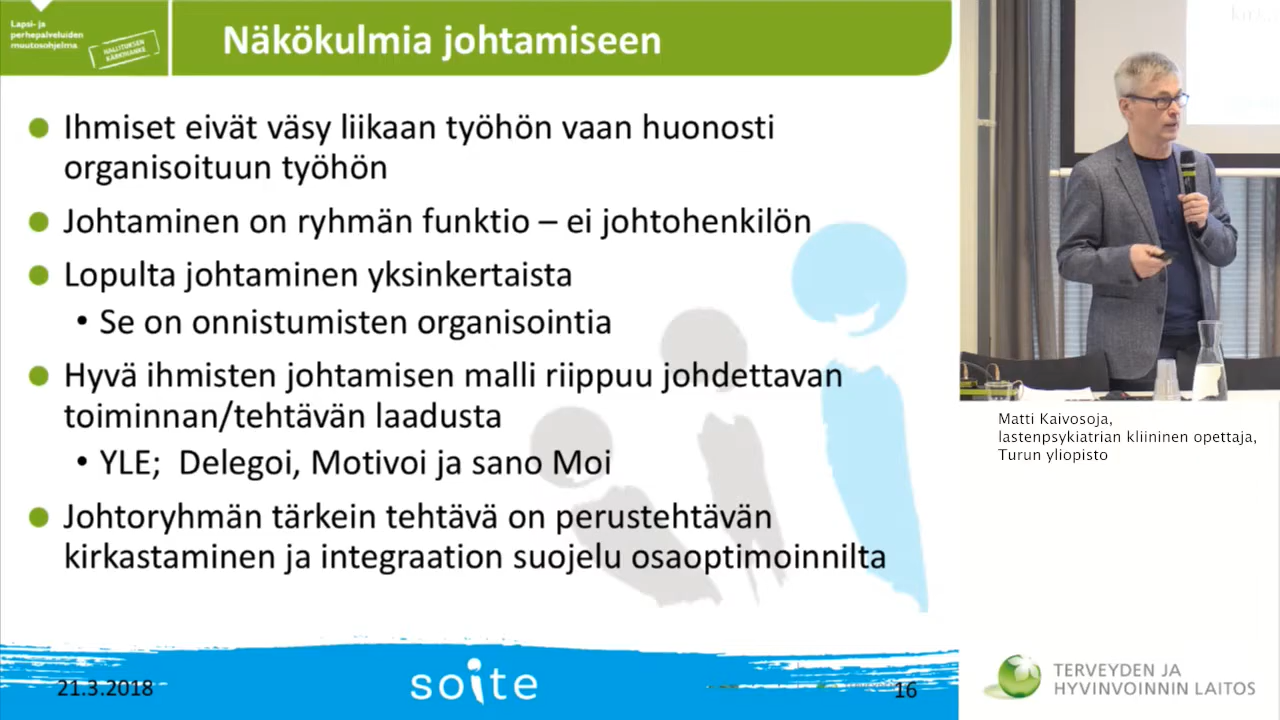 Lapsi- ja
perhepalveluiden
muutosohjelma
HALLITUKSEN
KÄRKIHANKE
Näkökulmia johtamiseen
Ihmiset eivät väsy liikaan työhön vaan huonosti
organisoituun työhön
Johtaminen on ryhmän funktio – ei johtohenkilön
Lopulta johtaminen yksinkertaista
• Se on onnistumisten organisointia
Hyvä ihmisten johtamisen malli riippuu johdettavan
toiminnan/tehtävän laadusta
• YLE; Delegoi, Motivoi ja sano Moi
Johtoryhmän tärkein tehtävä on perustehtävän
kirkastaminen ja integraation suojelu osaoptimoinnilta
21.3.2018
soite
16
Matti Kaivosoja,
lastenpsykiatrian kliininen opettaja,
Turun yliopisto
TERVEYDEN JA
HYVINVOINNIN LAITOS